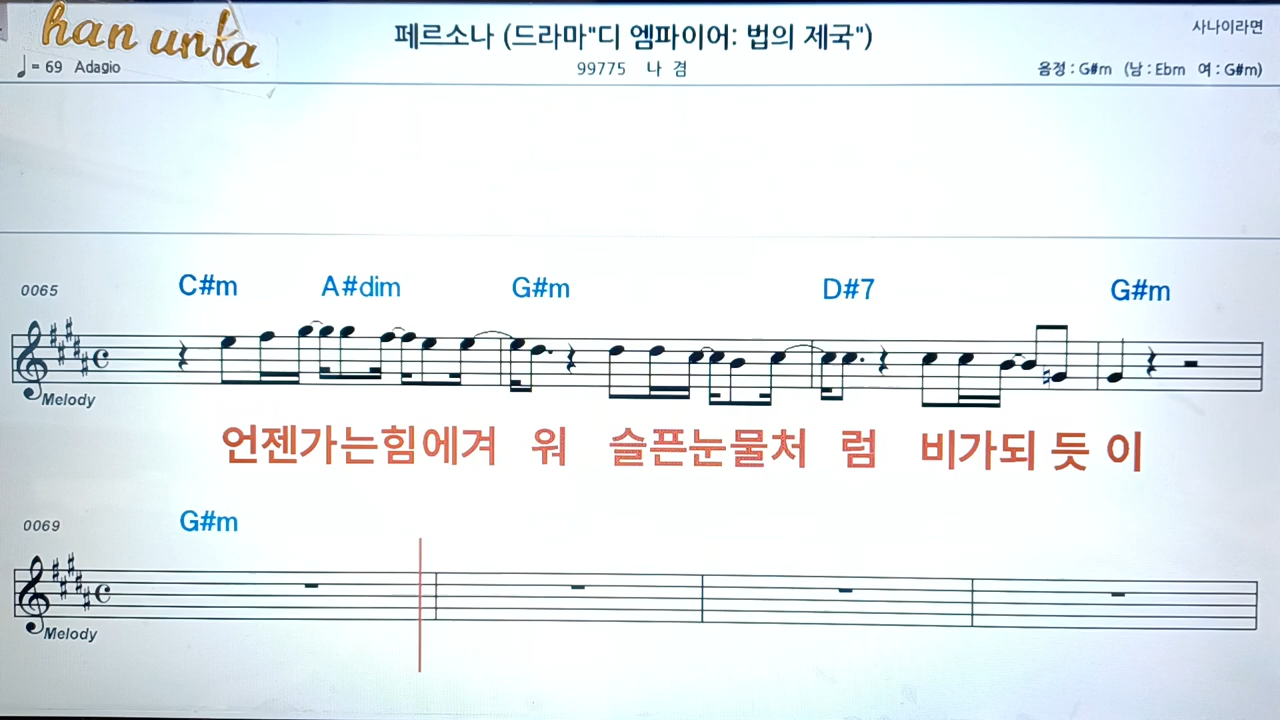 han unfa
페르소나 (드라마"디 엠파이어: 법의 제국")
사나이라면
♩= 69 Adagio
99775 나 겸
음정 : G#m (남 : Ebm 여 : G#m)
0065
C#m A#dim G#m D#7 G#m
Melody
언젠가는힘에겨 워 슬픈눈물처 럼 비가되 듯 이
0069
G#m
Melody